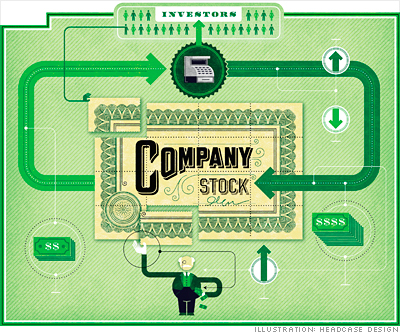 INVESTORS
COMPANY
STOCK
$$
$$$$
ILLUSTRATION: HEADCASE DESIGN